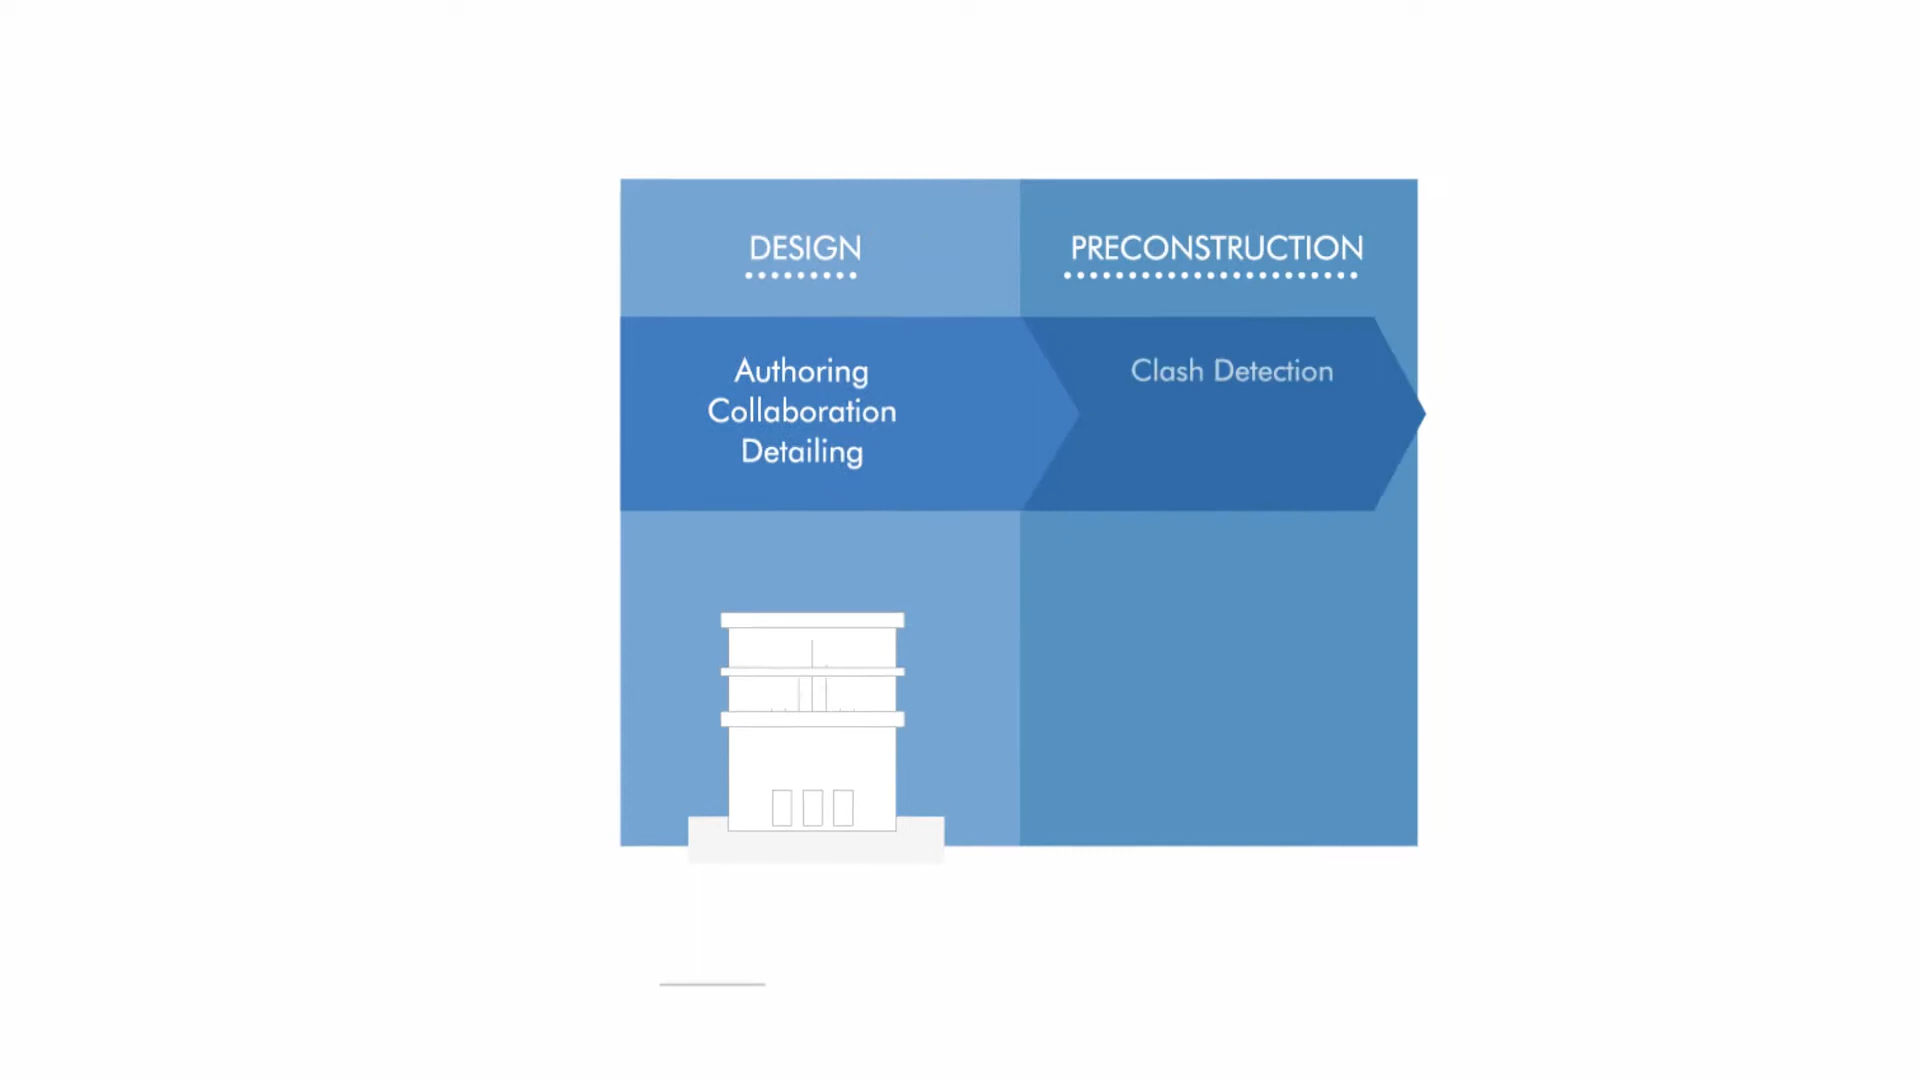 DESIGN
PRECONSTRUCTION
Authoring
Collaboration
Detailing
Clash Detection